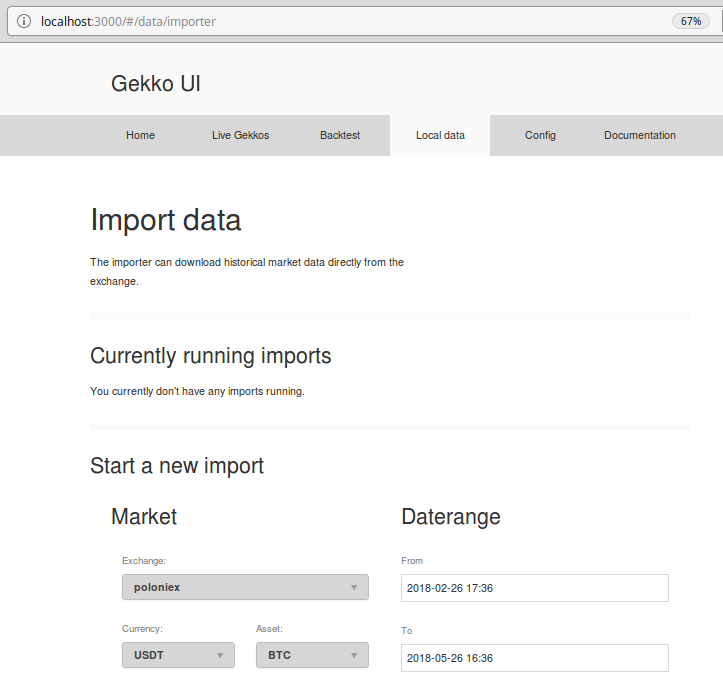 localhost:3000/#/data/importer 67%
Gekko UI
Home Live Gekkos Backtest Local data Config Documentation
Import data
The importer can download historical market data directly from the
exchange.
Currently running imports
You currently don't have any imports running.
Start a new import
Market Daterange
Exchange: From
poloniex 2018-02-26 17:36
Currency: Asset: To
USDT BTC 2018-05-26 16:36